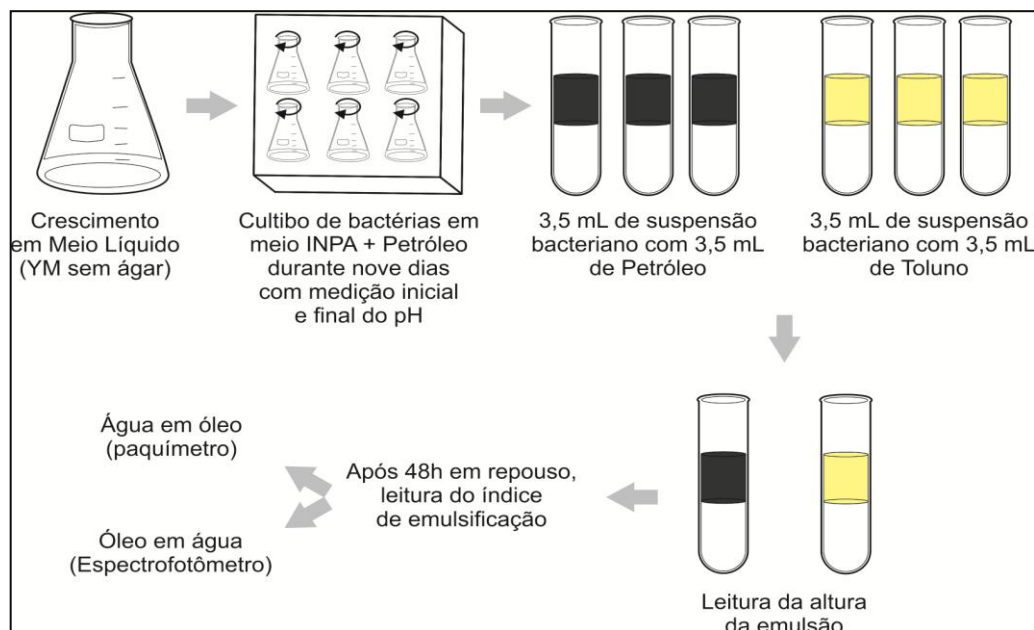 Crescimento
em Meio Líquido
(YM sem ágar)
Cultibo de bactérias em
meio INPA + Petróleo
durante nove dias
com medição inicial
e final do pH
3,5 mL de suspensão
bacteriano com 3,5 mL
de Petróleo
3,5 mL de suspensão
bacteriano com 3,5 mL
de Toluno
Leitura da altura
da emulsão
Após 48h em repouso,
leitura do índice
de emulsificação
Água em óleo
(paquímetro)
Óleo em água
(Espectrofotômetro)